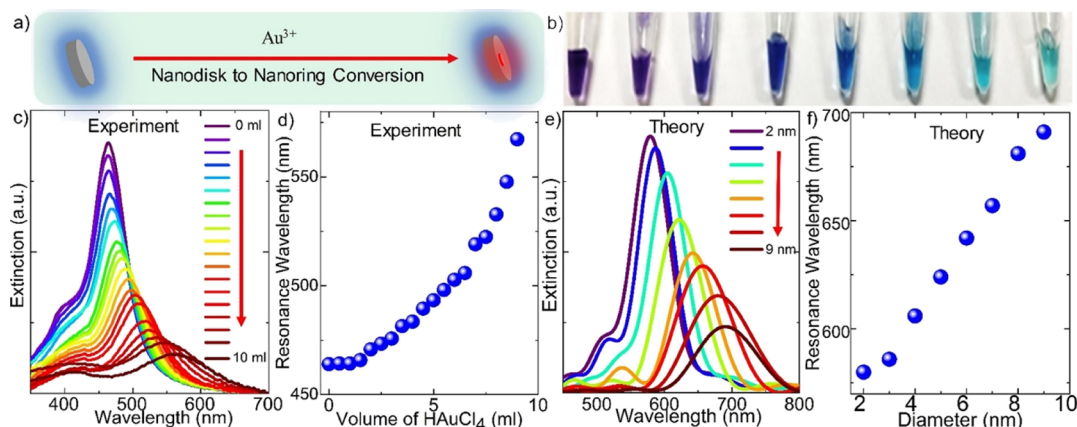 a)
Au3+
Nanodisk to Nanoring Conversion
b)
c)
Experiment
0 ml
10 ml
Extinction (a.u.)
400 500 600 700
Wavelength (nm)
d)
Experiment
Resonance Wavelength (nm)
550
500
450
0 5 10
Volume of HAuCl4 (ml)
e)
Theory
2 nm
9 nm
Extinction (a.u.)
500 600 700 800
Wavelength (nm)
f)
Theory
Resonance Wavelength (nm)
700
650
600
2 4 6 8 10
Diameter (nm)